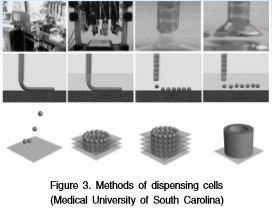 Figure 3. Methods of dispensing cells
(Medical University of South Carolina)